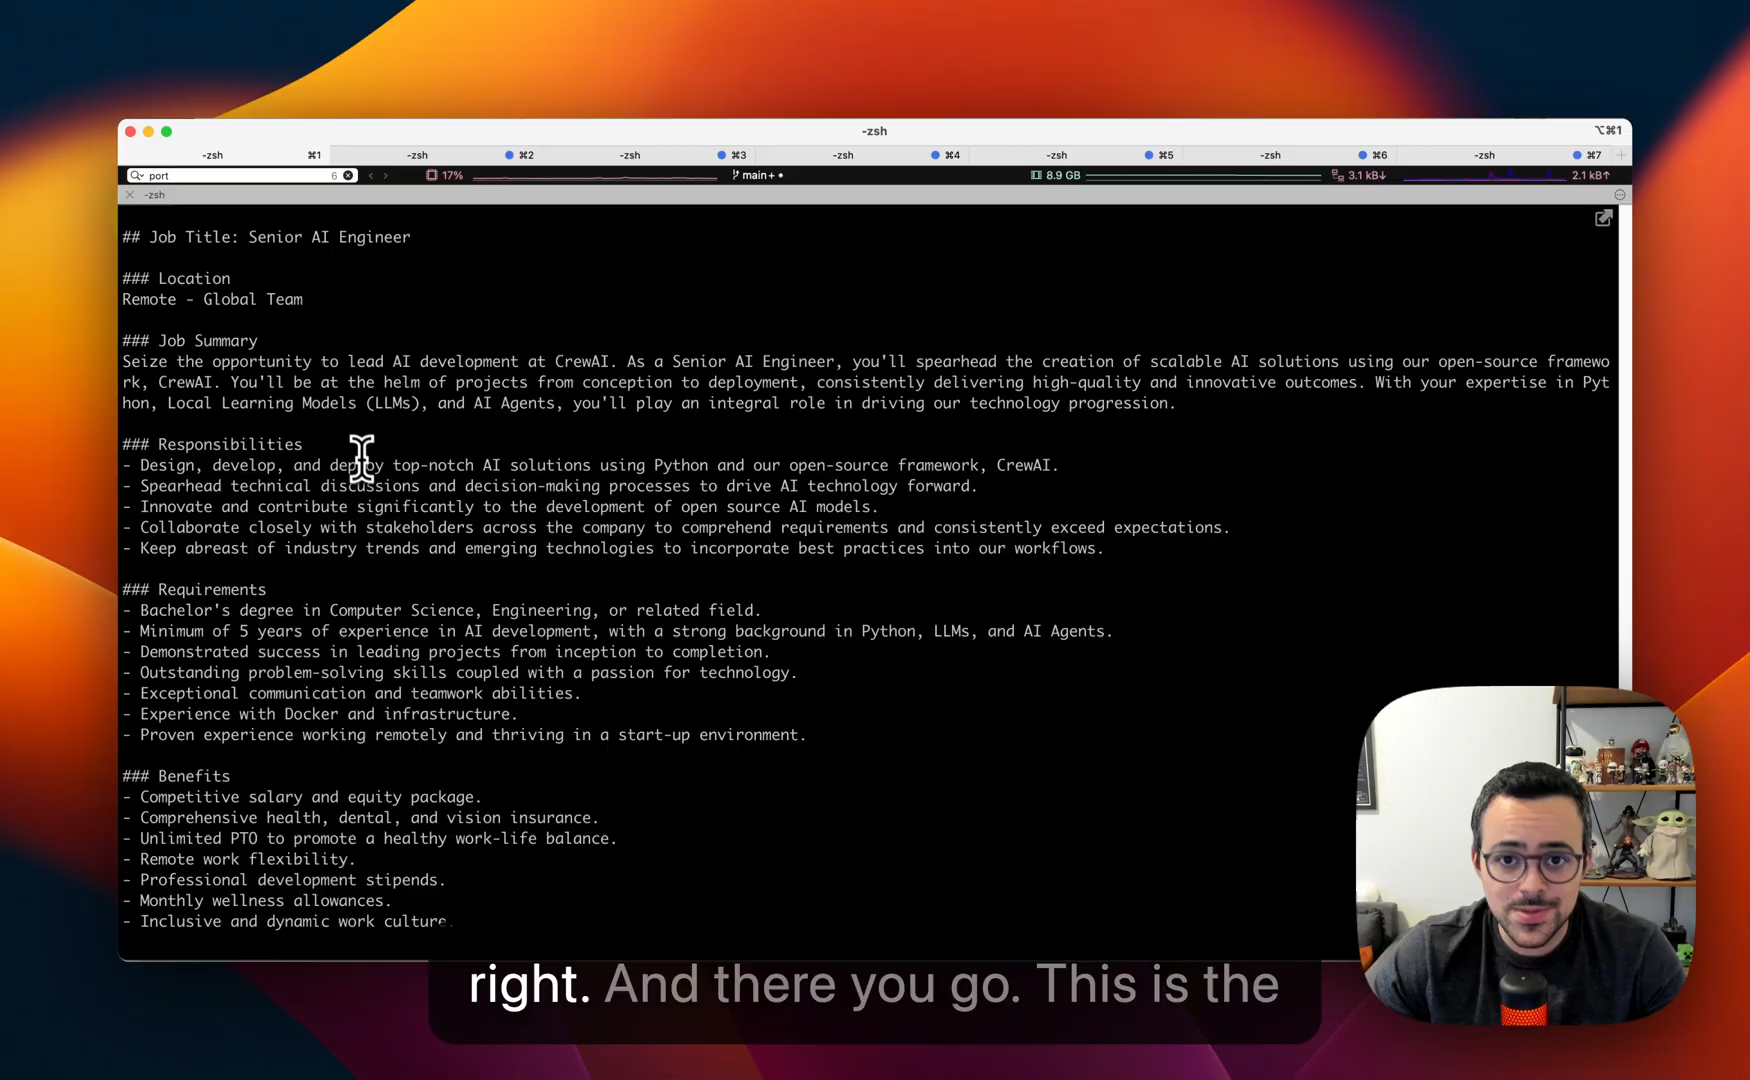 -zsh
⌥⌘1
-zsh ⌘1 -zsh ⌘2 -zsh ⌘3 -zsh ⌘4 -zsh ⌘5 -zsh ⌘6 -zsh ⌘7
port 6 17% main+ • 8.9 GB 3.1 kB↓ 2.1 kB↑
-zsh
## Job Title: Senior AI Engineer
### Location
Remote - Global Team
### Job Summary
Seize the opportunity to lead AI development at CrewAI. As a Senior AI Engineer, you'll spearhead the creation of scalable AI solutions using our open-source framewo
rk, CrewAI. You'll be at the helm of projects from conception to deployment, consistently delivering high-quality and innovative outcomes. With your expertise in Pyt
hon, Local Learning Models (LLMs), and AI Agents, you'll play an integral role in driving our technology progression.
### Responsibilities
- Design, develop, and deploy top-notch AI solutions using Python and our open-source framework, CrewAI.
- Spearhead technical discussions and decision-making processes to drive AI technology forward.
- Innovate and contribute significantly to the development of open source AI models.
- Collaborate closely with stakeholders across the company to comprehend requirements and consistently exceed expectations.
- Keep abreast of industry trends and emerging technologies to incorporate best practices into our workflows.
### Requirements
- Bachelor's degree in Computer Science, Engineering, or related field.
- Minimum of 5 years of experience in AI development, with a strong background in Python, LLMs, and AI Agents.
- Demonstrated success in leading projects from inception to completion.
- Outstanding problem-solving skills coupled with a passion for technology.
- Exceptional communication and teamwork abilities.
- Experience with Docker and infrastructure.
- Proven experience working remotely and thriving in a start-up environment.
### Benefits
- Competitive salary and equity package.
- Comprehensive health, dental, and vision insurance.
- Unlimited PTO to promote a healthy work-life balance.
- Remote work flexibility.
- Professional development stipends.
- Monthly wellness allowances.
- Inclusive and dynamic work culture.
right. And there you go. This is the